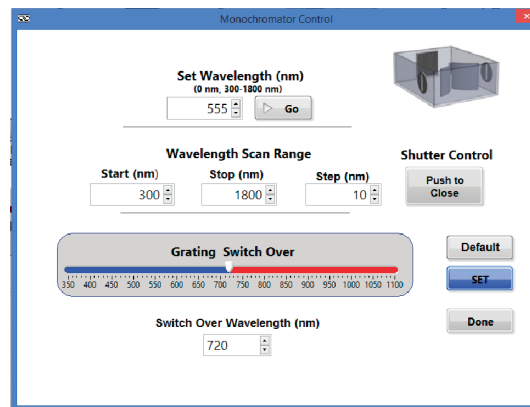 Monochromator Control
Set Wavelength (nm)
(0 nm, 300-1800 nm)
555
Go
Wavelength Scan Range
Start (nm)
Stop (nm)
Step (nm)
300
1800
10
Shutter Control
Push to
Close
Grating Switch Over
350 400 450 500 550 600 650 700 750 800 850 900 950 1000 1050 1100
Default
SET
Done
Switch Over Wavelength (nm)
720